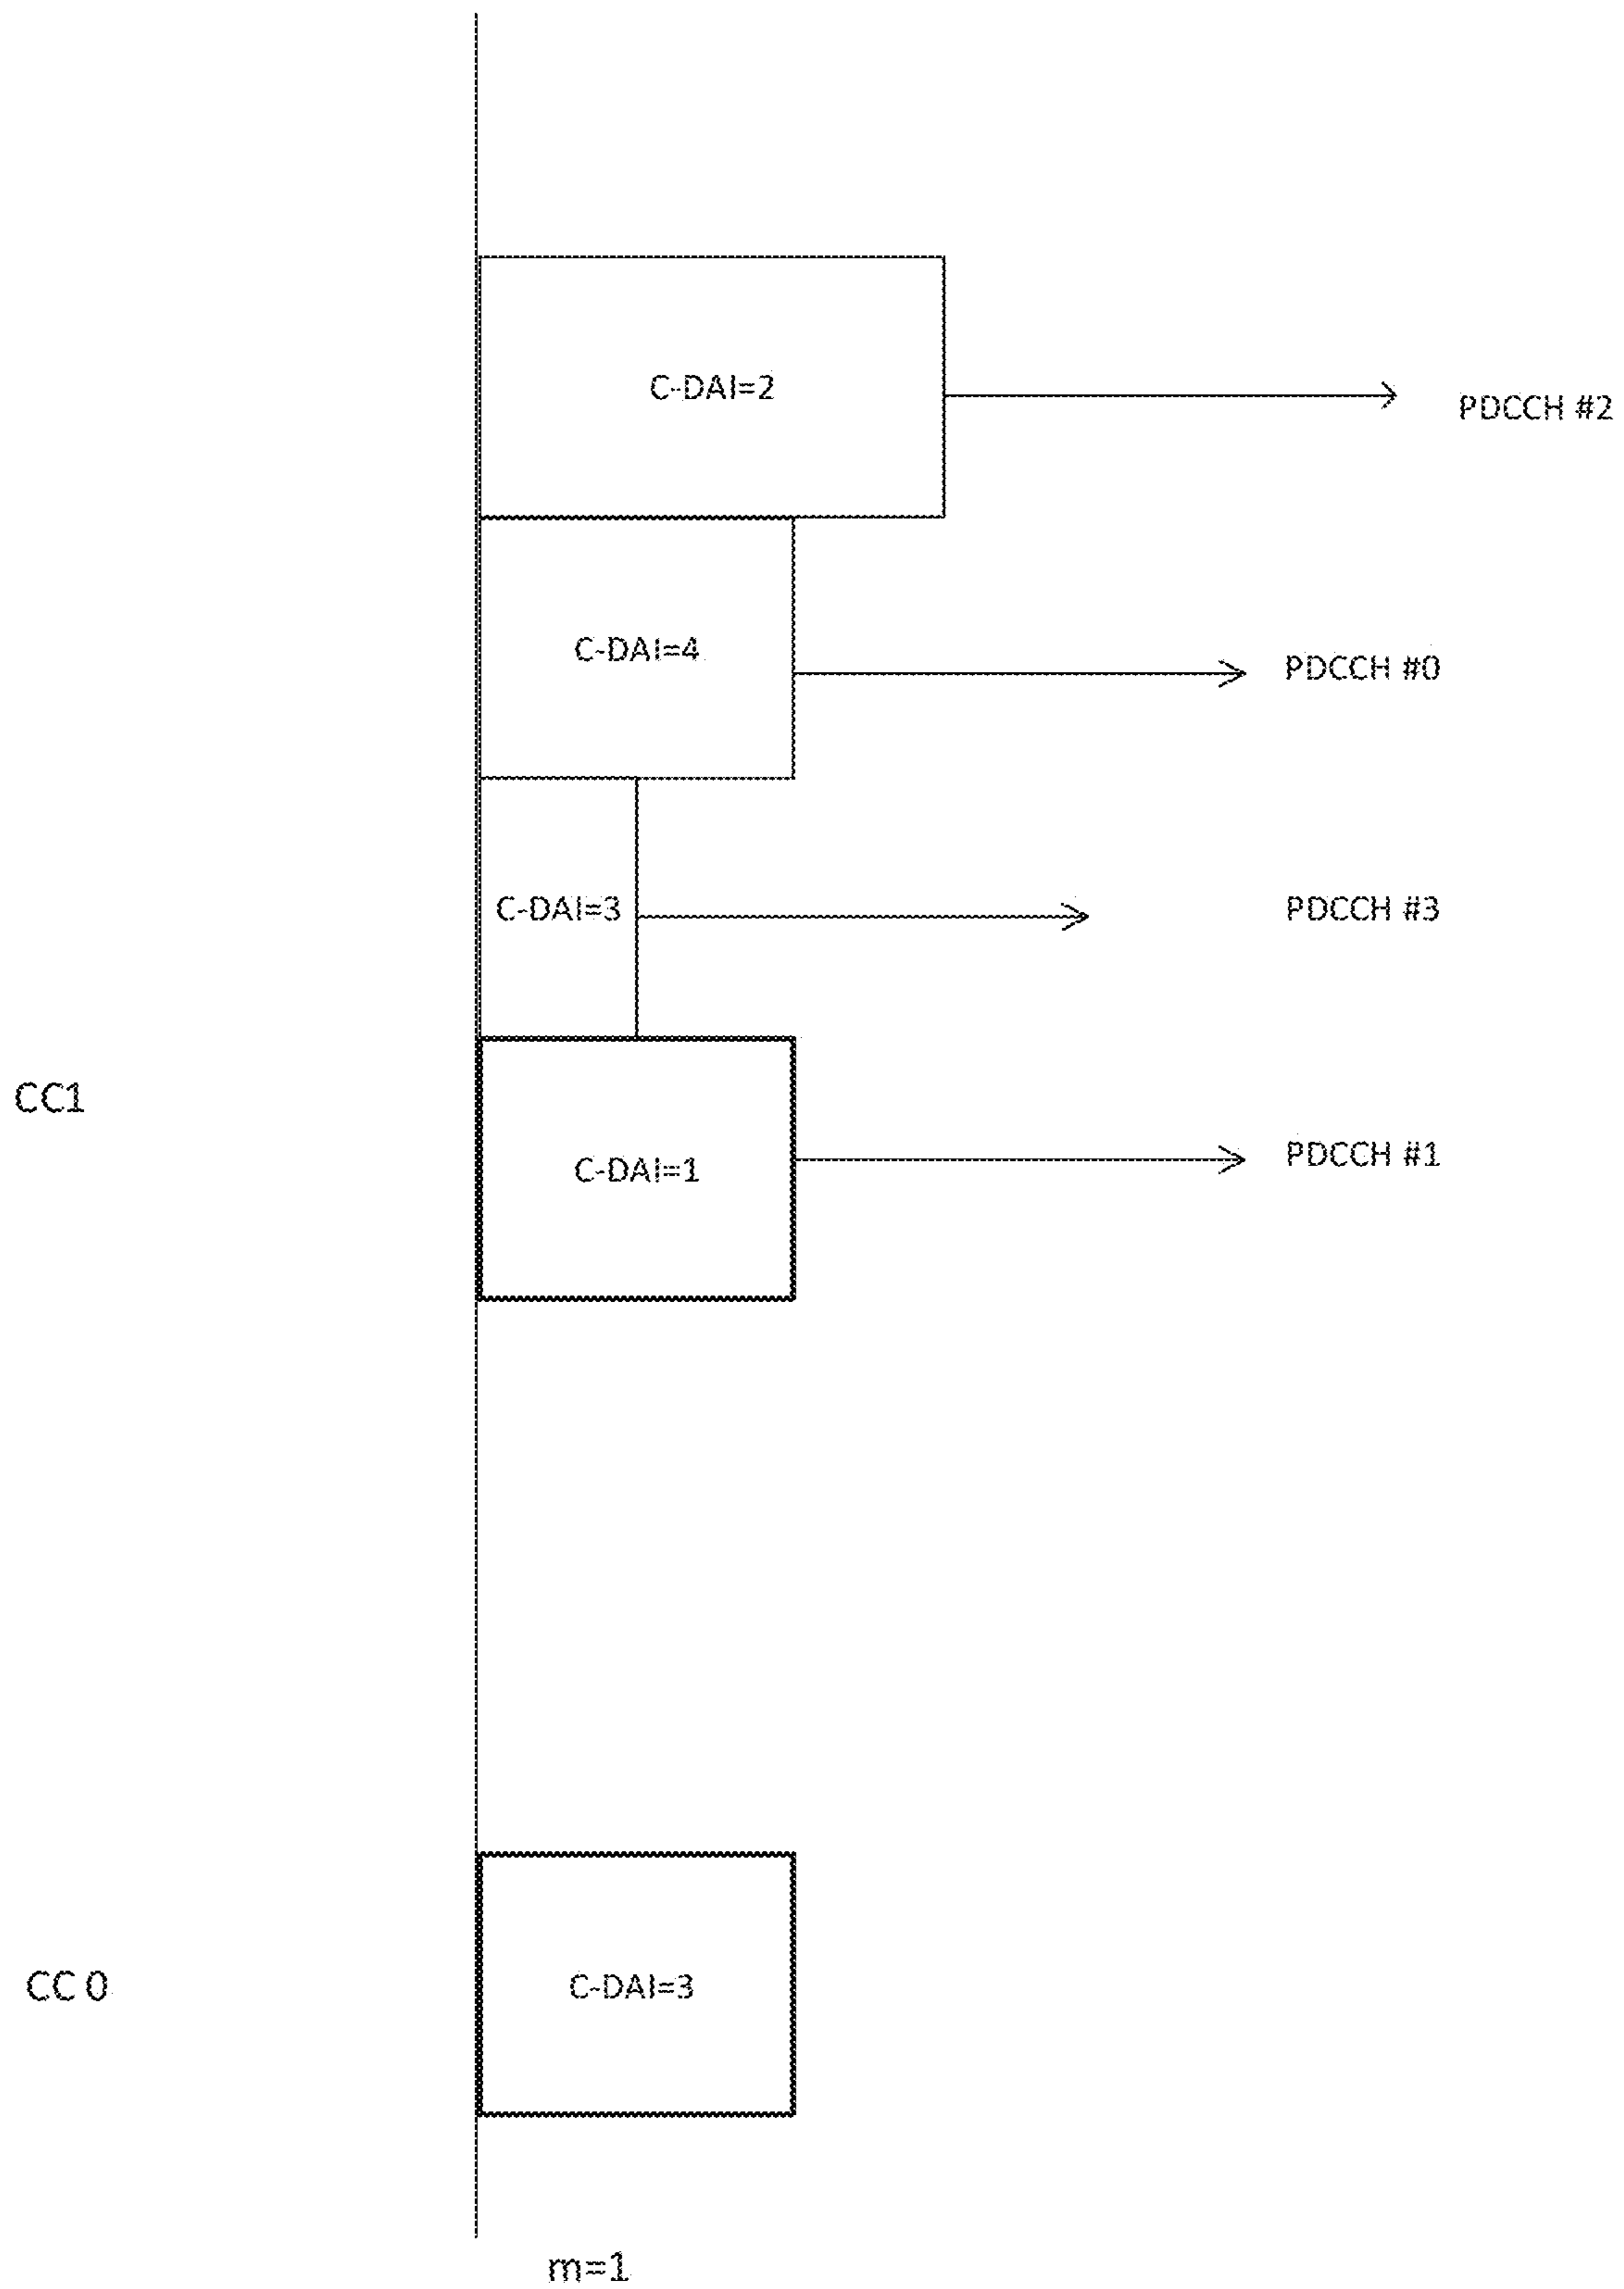 C-DAI=2
PDCCH #2
C-DAI=4
PDCCH #0
C-DAI=3
PDCCH #3
CC1
C-DAI=1
PDCCH #1
CC 0
C-DAI=3
m=1